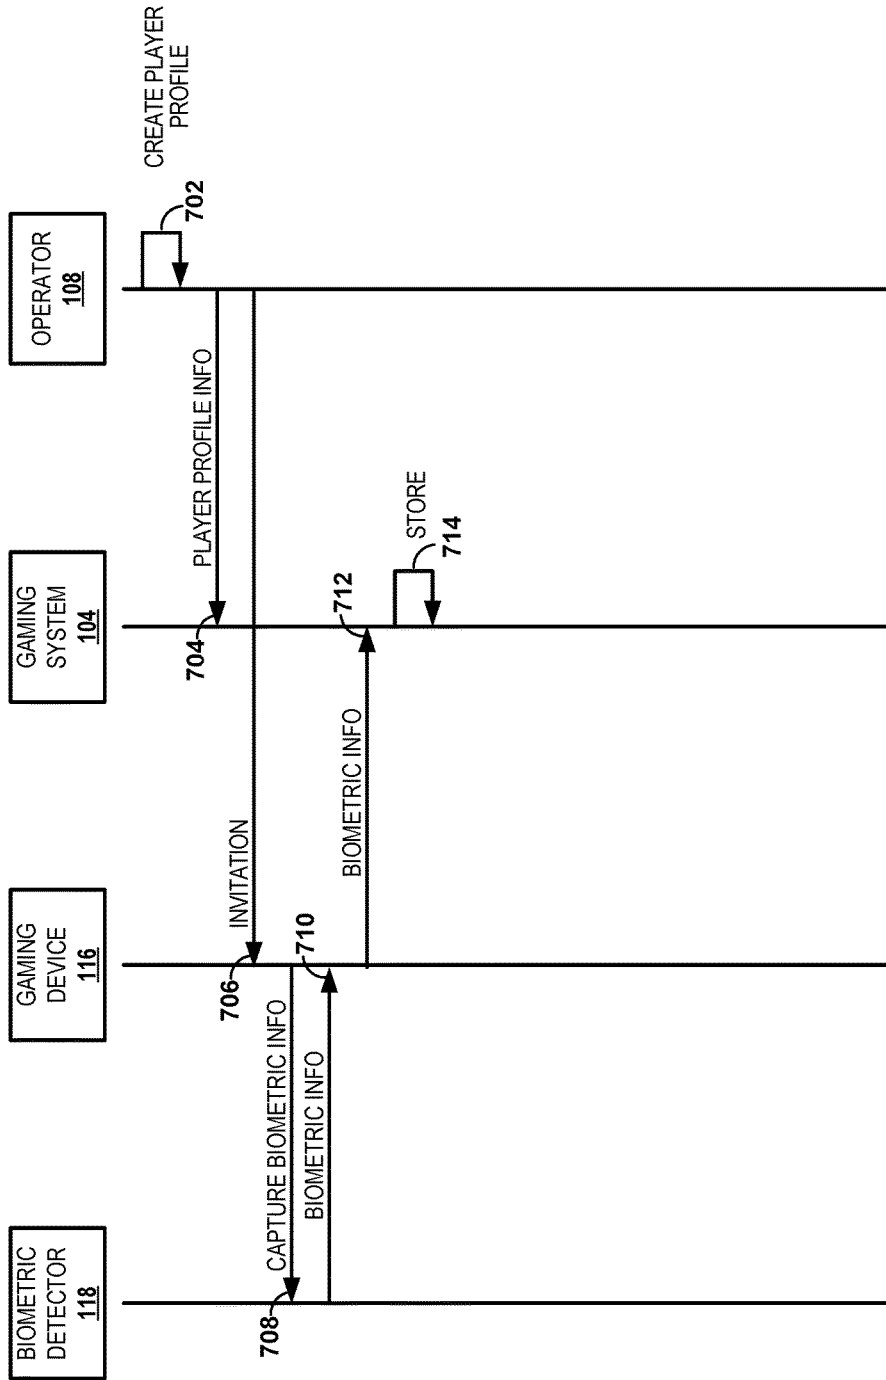 BIOMETRIC
DETECTOR
118
GAMING
DEVICE
116
GAMING
SYSTEM
104
OPERATOR
108
CREATE PLAYER
PROFILE
702
PLAYER PROFILE INFO
704
INVITATION
706
CAPTURE BIOMETRIC INFO
708
BIOMETRIC INFO
710
BIOMETRIC INFO
712
STORE
714